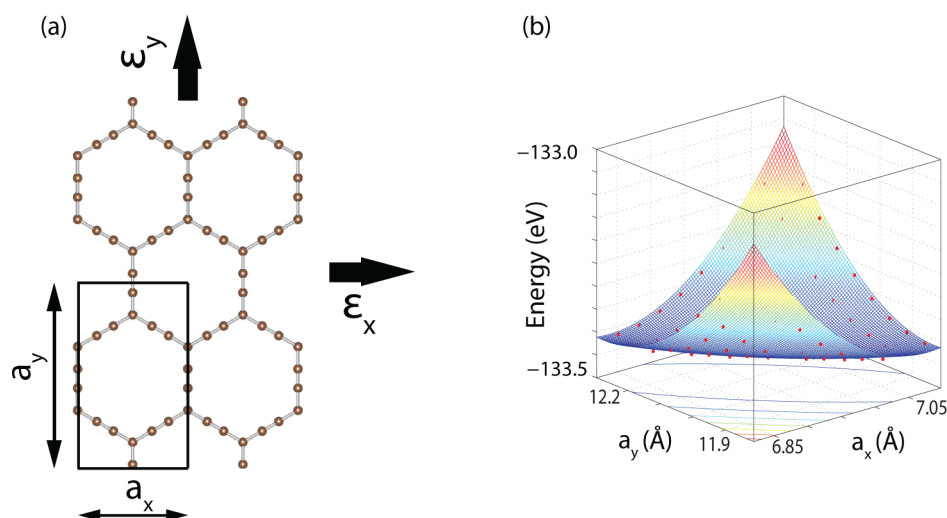 (a)
ε_y
ε_x
a_y
a_x
(b)
−133.0
Energy (eV)
−133.5
12.2
a_y (Å)
11.9
6.85
a_x (Å)
7.05